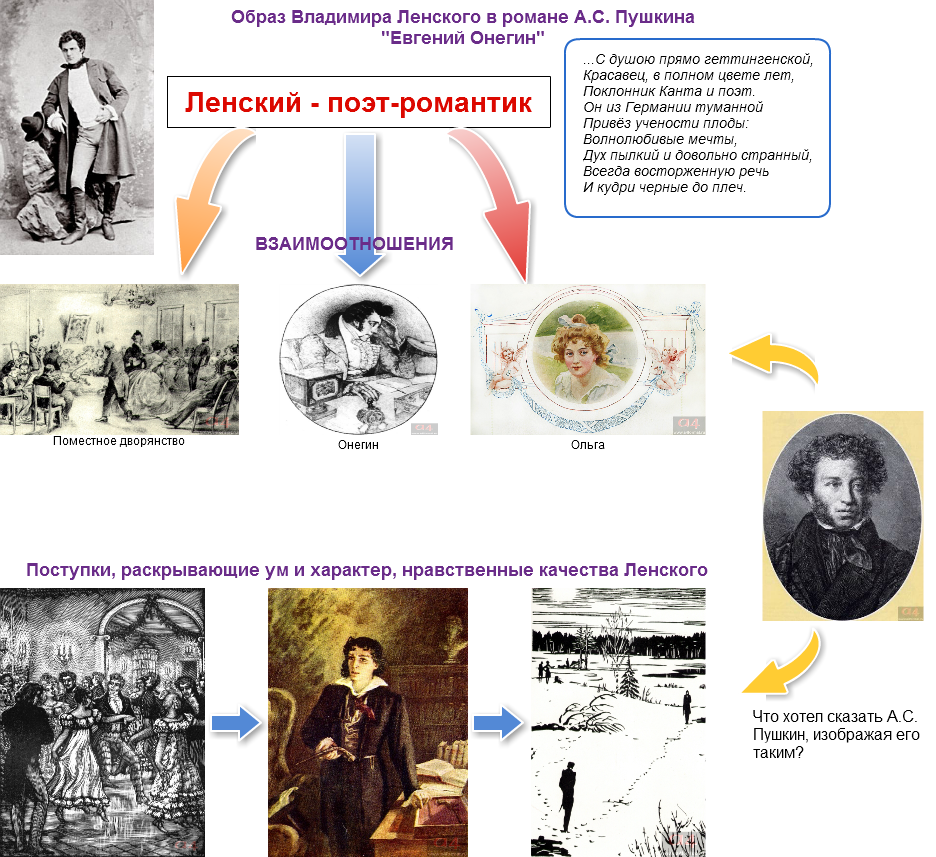 Образ Владимира Ленского в романе А.С. Пушкина
"Евгений Онегин"
Ленский - поэт-романтик
...С душою прямо геттингенской,
Красавец, в полном цвете лет,
Поклонник Канта и поэт.
Он из Германии туманной
Привёз учености плоды:
Волнолюбивые мечты,
Дух пылкий и довольно странный,
Всегда восторженную речь
И кудри черные до плеч.
ВЗАИМООТНОШЕНИЯ
Поместное дворянство
Онегин
Ольга
Поступки, раскрывающие ум и характер, нравственные качества Ленского
Что хотел сказать А.С.
Пушкин, изображая его
таким?